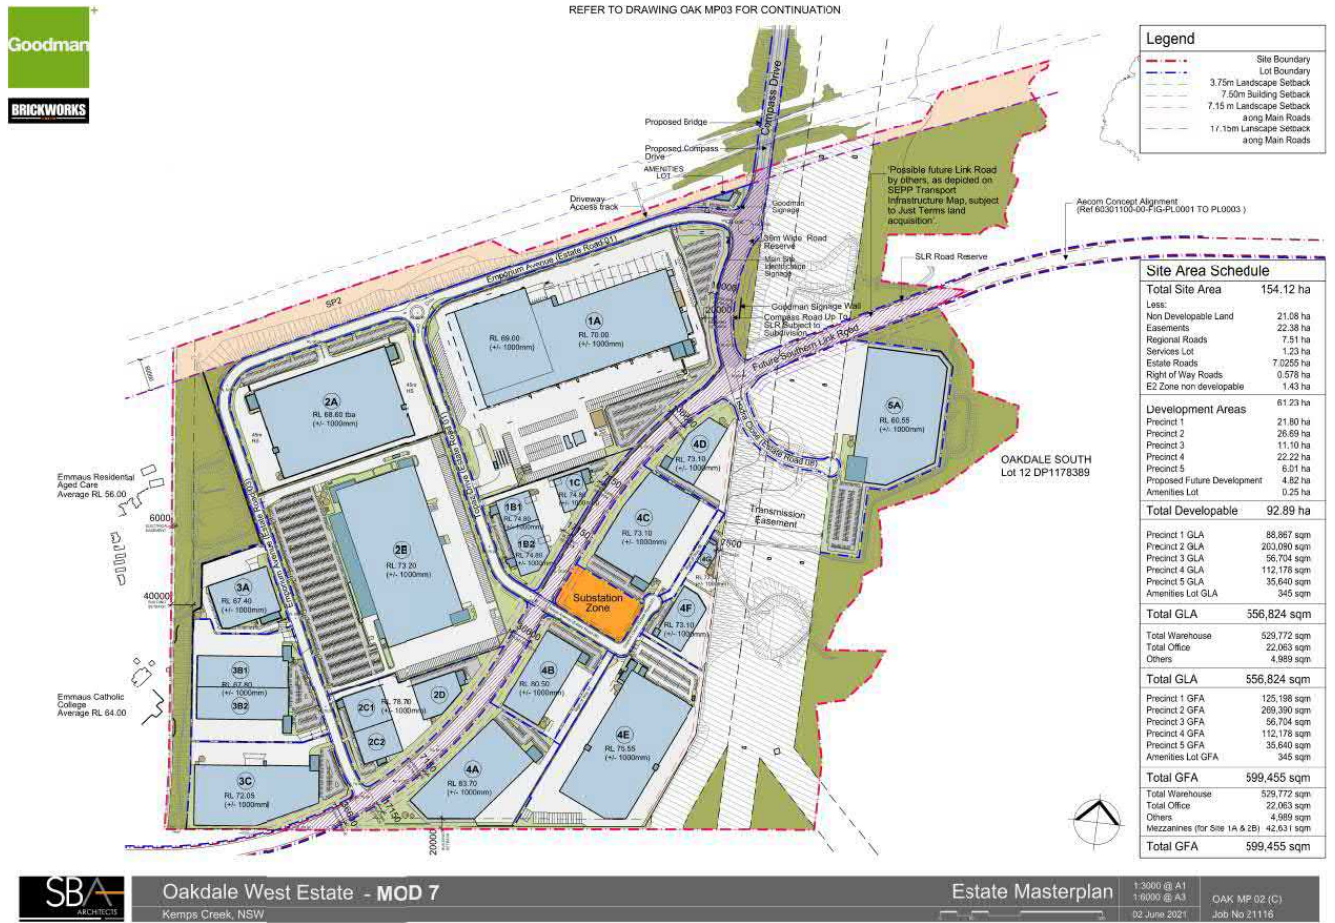 REFER TO DRAWING OAK MP03 FOR CONTINUATION
Goodman
BRICKWORKS
Legend
Site Boundary
Lot Boundary
3.75m Landscape Setback
7.50m Building Setback
7.15 m Landscape Setback
along Main Roads
17.15m Lanscape Setback
along Main Roads
Compass Drive
Proposed Bridge
Proposed Compass
Drive
AMENITIES
LOT
Driveway
Access track
Goodman
Signage
'Possible future Link Road
by others, as depicted on
SEPP Transport
Infrastructure Map, subject
to Just Terms land
acquisition'.
Aecom Concept Alignment
(Ref 60301100-00-FIG-PL0001 TO PL0003 )
SLR Road Reserve
Road
Reserve
Main Site
Signage
Goodman Signage Wall
Compass Road Up To
SLR Subject to
Subdivision
Emporium Avenue (Estate Road 01)
SP2
Future Southern Link Road
1A
RL 69.00
(+/- 1000mm)
RL 70.00
(+/- 1000mm)
2A
RL 68.60 tba
(+/- 1000mm)
5A
RL 60.55
(+/- 1000mm)
OAKDALE SOUTH
Lot 12 DP1178389
4D
RL 73.10
(+/- 1000mm)
1C
1B1
RL 74.80
(+/- 1000mm)
1B2
RL 74.80
(+/- 1000mm)
4C
RL 73.10
(+/- 1000mm)
Transmission
Easement
2B
RL 73.20
(+/- 1000mm)
Substation
Zone
4F
RL 73.10
(+/- 1000mm)
Emmaus Residential
Aged Care
Average RL 56.00
6000
40000
3A
RL 67.40
(+/- 1000mm)
3B1
RL 67.80
(+/- 1000mm)
3B2
3C
RL 72.05
(+/- 1000mm)
Emmaus Catholic
College
Average RL 64.00
2C1
RL 78.70
(+/- 1000mm)
2C2
2D
4B
RL 80.50
(+/- 1000mm)
4E
RL 75.55
(+/- 1000mm)
4A
RL 83.70
(+/- 1000mm)
20000
Site Area Schedule
Total Site Area 154.12 ha
Less:
Non Developable Land 21.08 ha
Easements 22.38 ha
Regional Roads 7.51 ha
Services Lot 1.23 ha
Estate Roads 7.0255 ha
Right of Way Roads 0.578 ha
E2 Zone non developable 1.43 ha
61.23 ha
Development Areas
Precinct 1 21.80 ha
Precinct 2 26.69 ha
Precinct 3 11.10 ha
Precinct 4 22.22 ha
Precinct 5 6.01 ha
Proposed Future Development 4.82 ha
Amenities Lot 0.25 ha
Total Developable 92.89 ha
Precinct 1 GLA 88,867 sqm
Precinct 2 GLA 203,090 sqm
Precinct 3 GLA 56,704 sqm
Precinct 4 GLA 112,178 sqm
Precinct 5 GLA 35,640 sqm
Amenities Lot GLA 345 sqm
Total GLA 556,824 sqm
Total Warehouse 529,772 sqm
Total Office 22,063 sqm
Others 4,989 sqm
Total GLA 556,824 sqm
Precinct 1 GFA 125,198 sqm
Precinct 2 GFA 269,390 sqm
Precinct 3 GFA 56,704 sqm
Precinct 4 GFA 112,178 sqm
Precinct 5 GFA 35,640 sqm
Amenities Lot GFA 345 sqm
Total GFA 599,455 sqm
Total Warehouse 529,772 sqm
Total Office 22,063 sqm
Others 4,989 sqm
Mezzanines (for Site 1A & 2B) 42,631 sqm
Total GFA 599,455 sqm
SBA
ARCHITECTS
Oakdale West Estate - MOD 7
Kemps Creek, NSW
Estate Masterplan
1:3000 @ A1
1:6000 @ A3
02 June 2021
OAK MP 02 (C)
Job No 21116